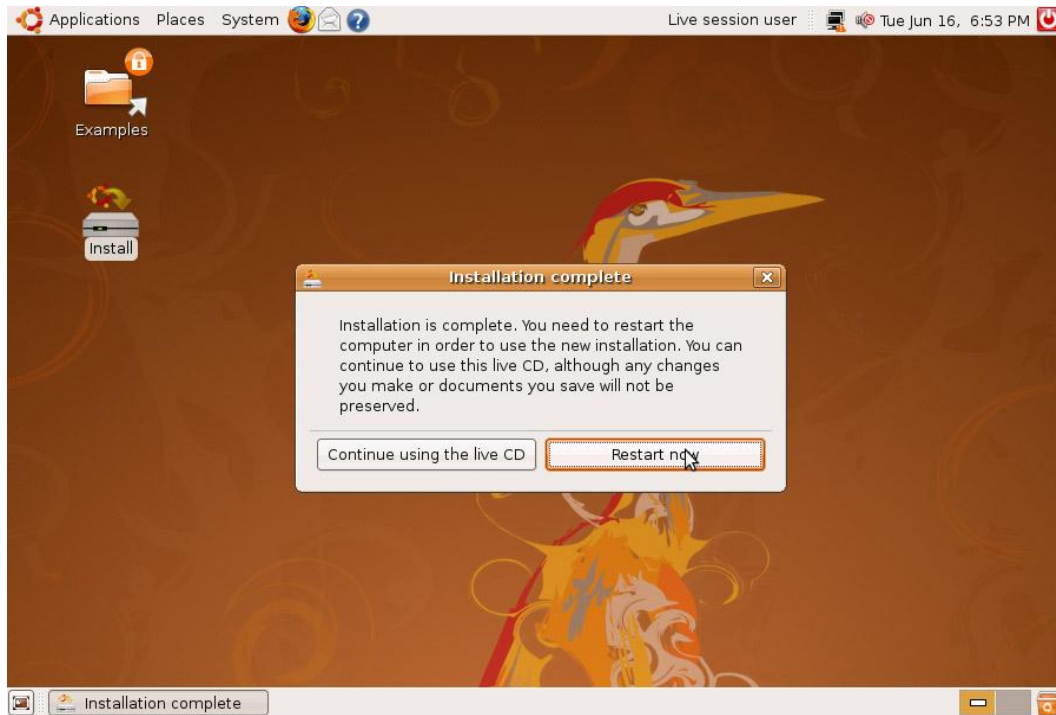 Applications Places System Live session user Tue Jun 16, 6:53 PM
Examples
Install
Installation complete
Installation is complete. You need to restart the
computer in order to use the new installation. You can
continue to use this live CD, although any changes
you make or documents you save will not be
preserved.
Continue using the live CD Restart now
Installation complete